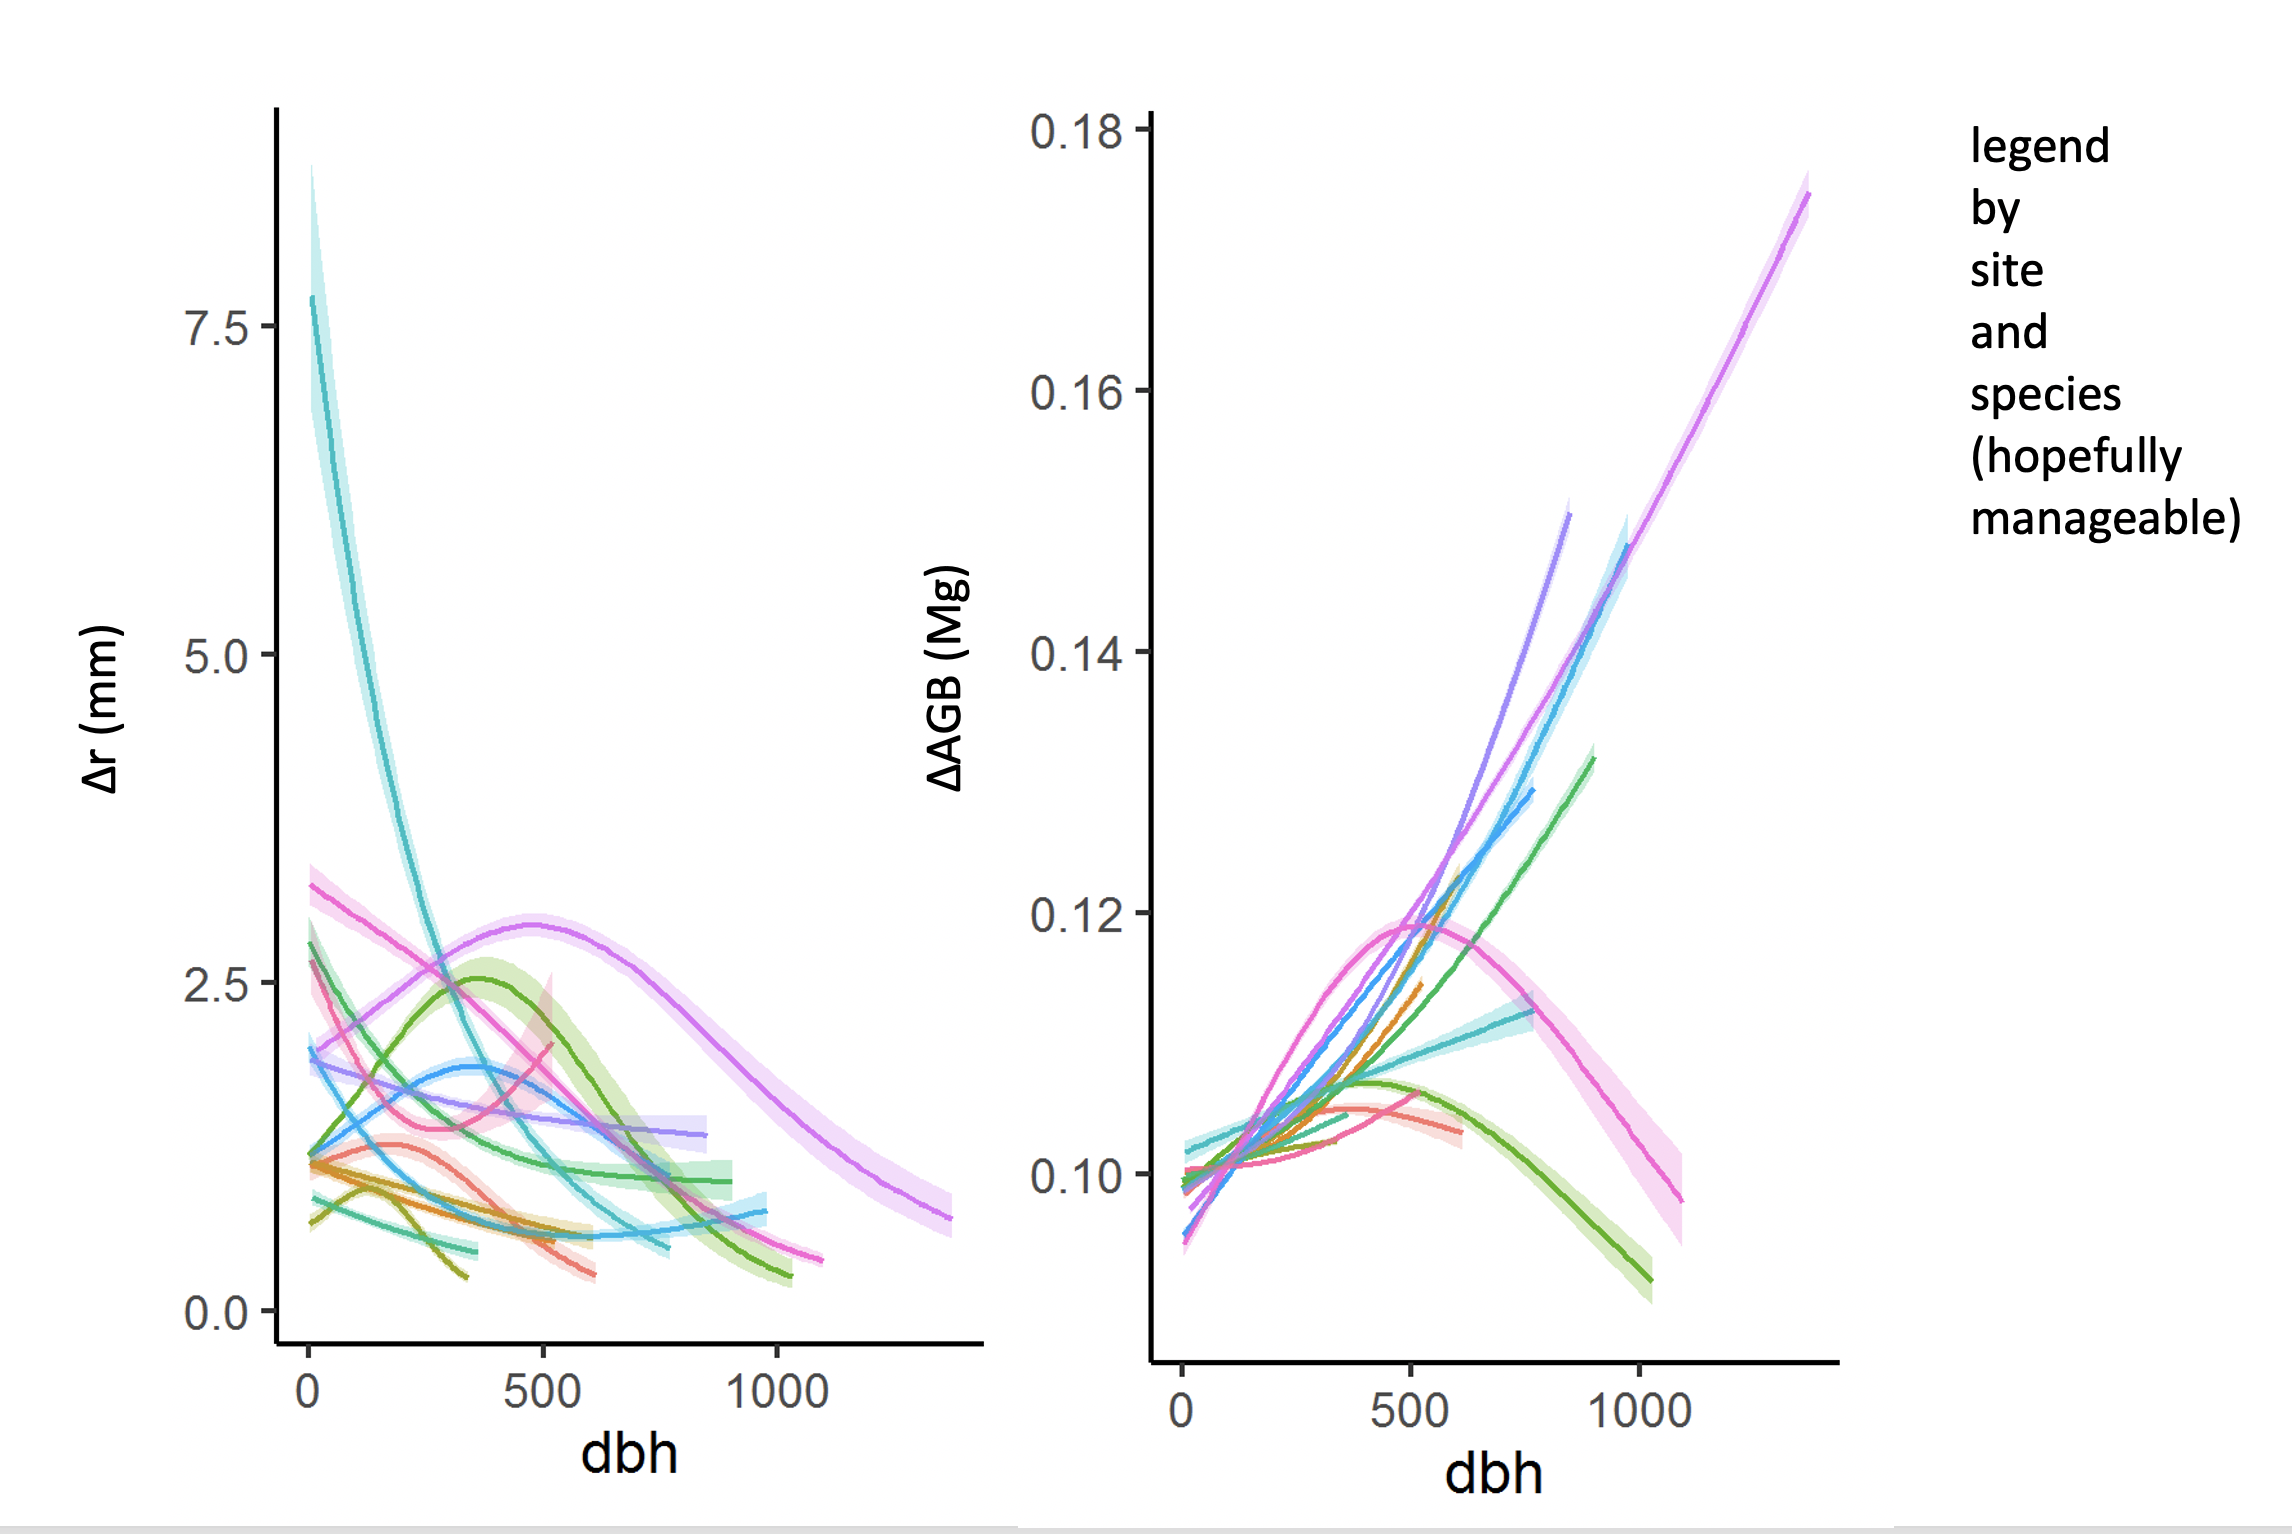 Δr (mm)
7.5
5.0
2.5
0.0
0
500
1000
dbh
ΔAGB (Mg)
0.18
0.16
0.14
0.12
0.10
0
500
1000
dbh
legend
by
site
and
species
(hopefully
manageable)